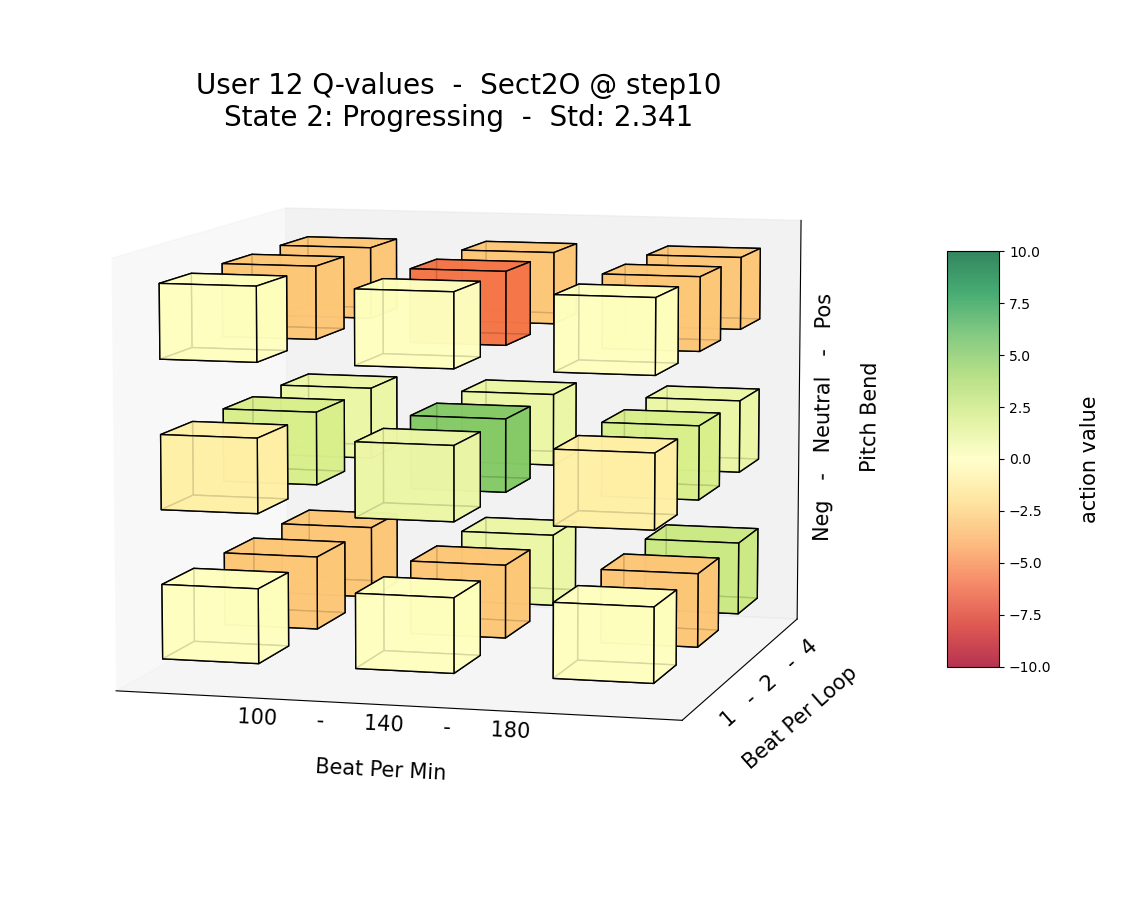 User 12 Q-values  -  Sect2O @ step10
State 2: Progressing  -  Std: 2.341
Neg  -  Neutral  -  Pos
Pitch Bend
1  -  2  -  4
Beat Per Loop
100  -  140  -  180
Beat Per Min
10.0
7.5
5.0
2.5
0.0
−2.5
−5.0
−7.5
−10.0
action value